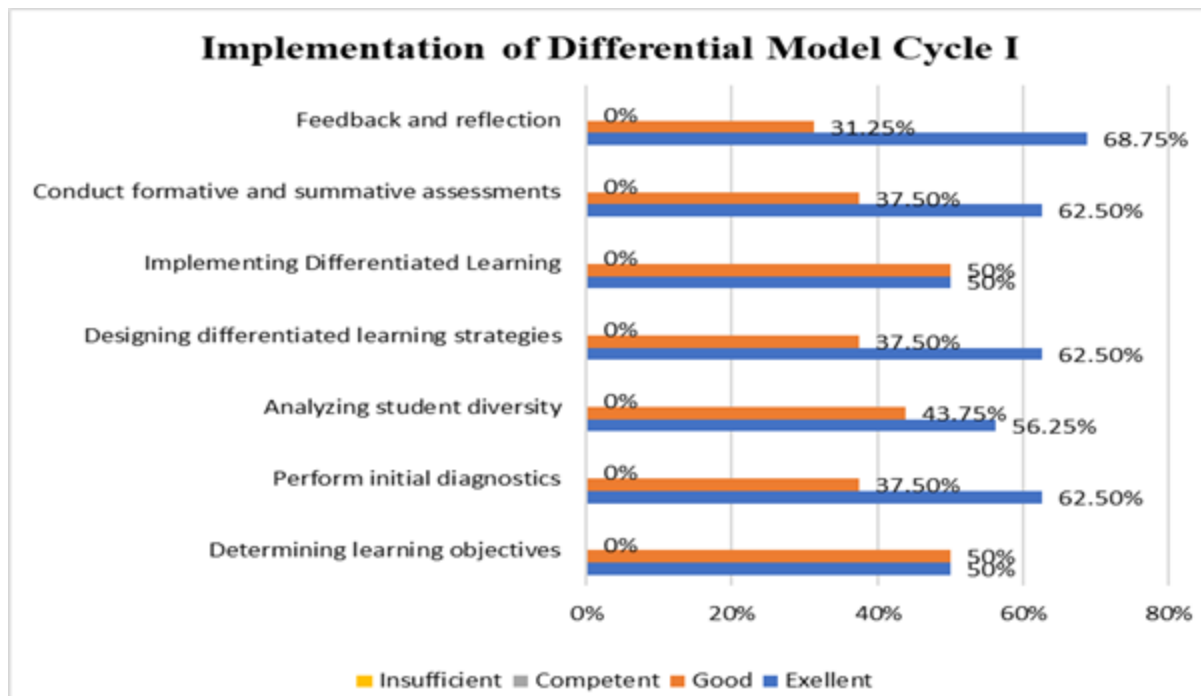 Implementation of Differential Model Cycle I
Feedback and reflection
0%
31.25%
68.75%
Conduct formative and summative assessments
0%
37.50%
62.50%
Implementing Differentiated Learning
0%
50%
50%
Designing differentiated learning strategies
0%
37.50%
62.50%
Analyzing student diversity
0%
43.75%
56.25%
Perform initial diagnostics
0%
37.50%
62.50%
Determining learning objectives
0%
50%
50%
0% 20% 40% 60% 80%
Insufficient Competent Good Exellent